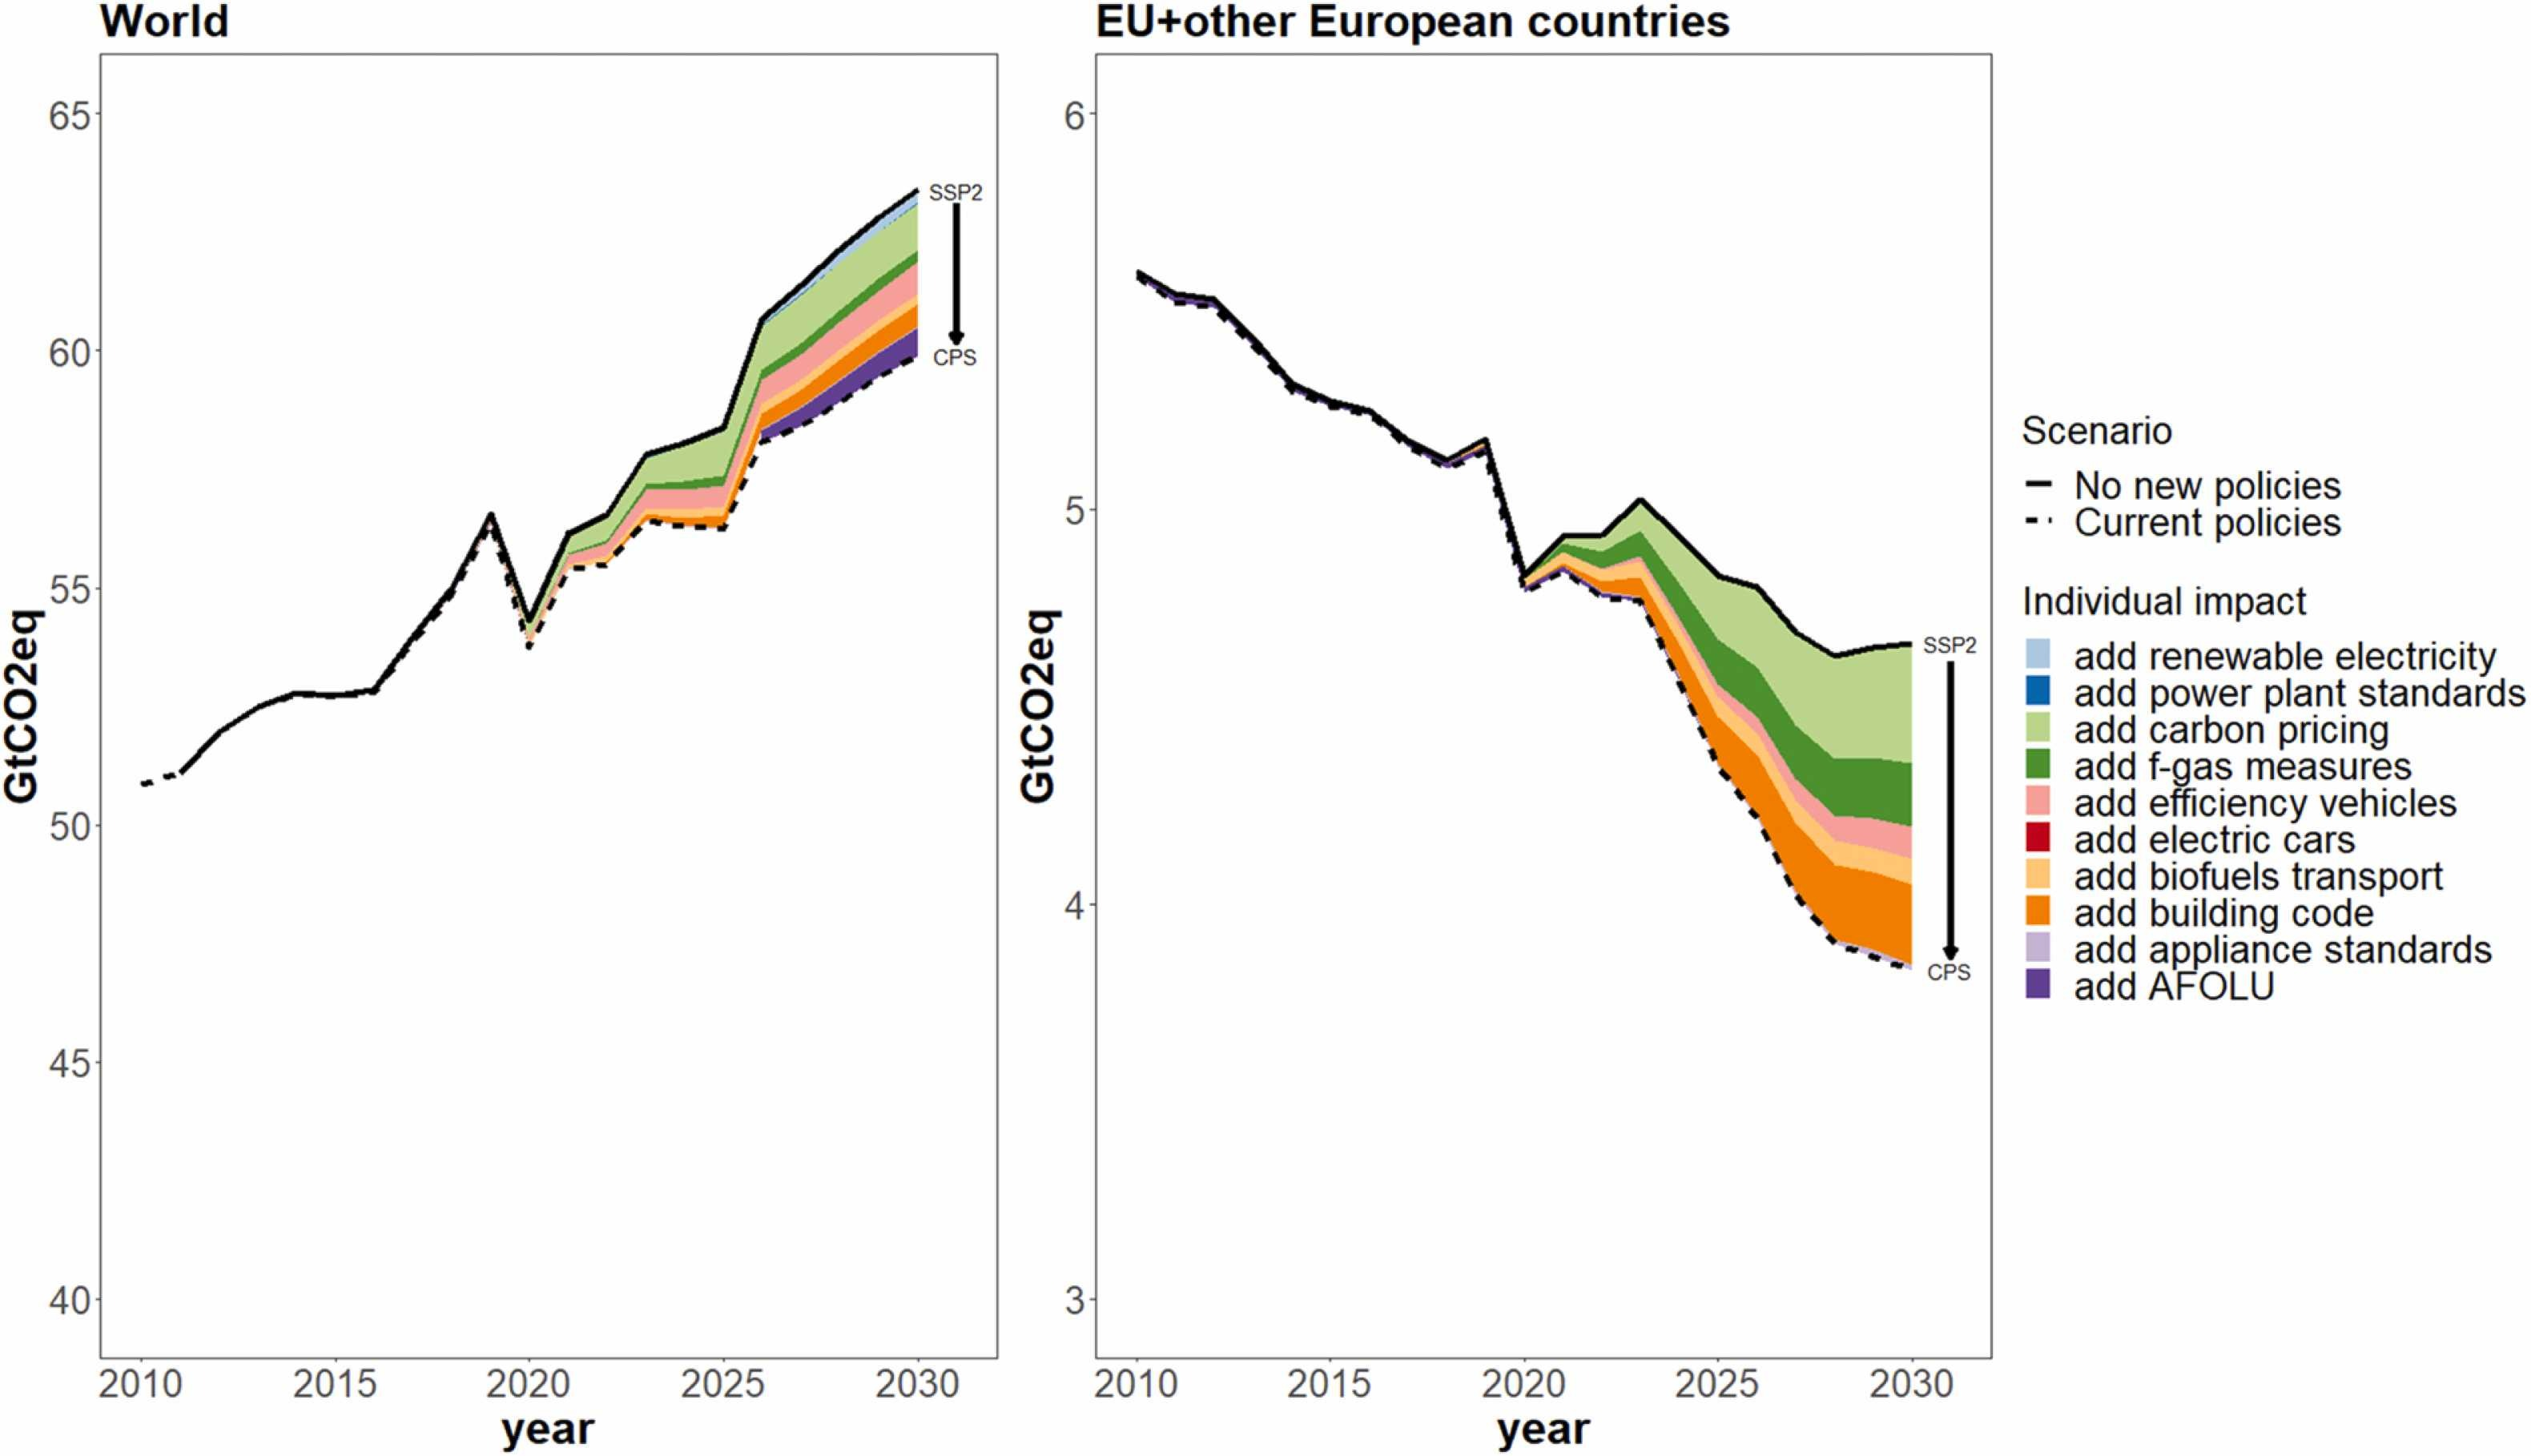 World
EU+other European countries
65
60
55
50
45
40
GtCO2eq
2010
2015
2020
2025
2030
year
SSP2
CPS
6
5
4
3
GtCO2eq
2010
2015
2020
2025
2030
year
SSP2
CPS
Scenario
No new policies
Current policies
Individual impact
add renewable electricity
add power plant standards
add carbon pricing
add f-gas measures
add efficiency vehicles
add electric cars
add biofuels transport
add building code
add appliance standards
add AFOLU